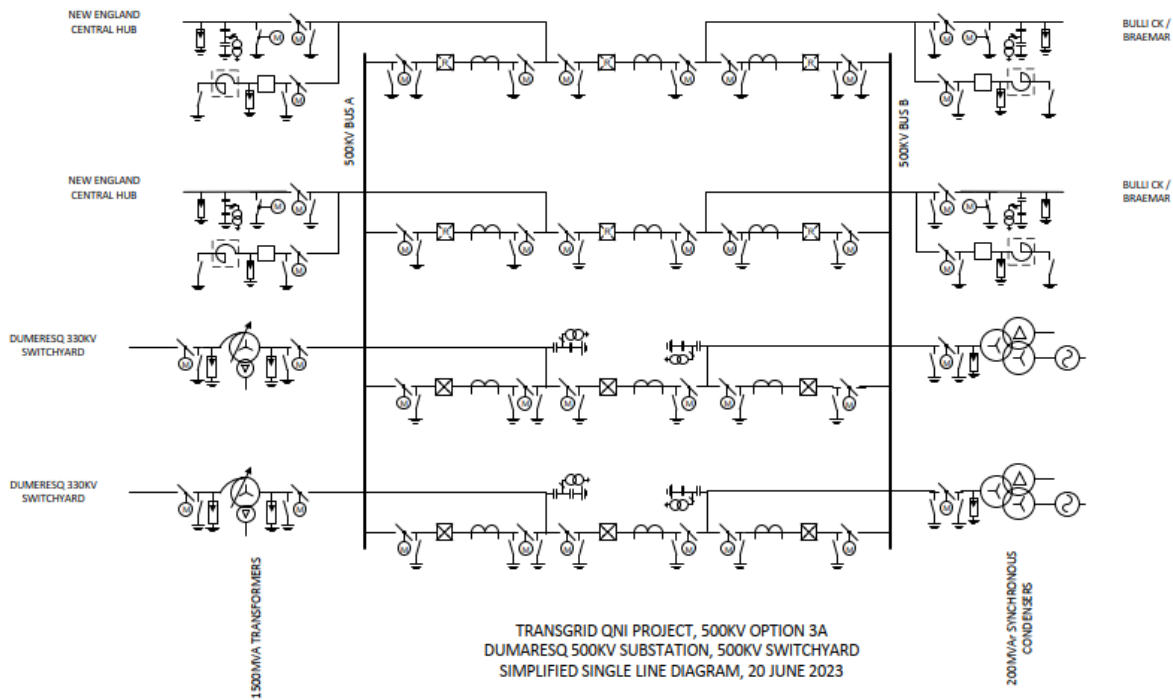 NEW ENGLAND
CENTRAL HUB
BULLI CK /
BRAEMAR
M
M
M
M
M
R
M
M
R
M
M
R
M
M
500KV BUS A
500KV BUS B
NEW ENGLAND
CENTRAL HUB
BULLI CK /
BRAEMAR
M
M
M
M
M
R
M
M
R
M
M
R
M
M
M
M
DUMERESQ 330KV
SWITCHYARD
M
M
M
M
M
M
M
M
M
DUMERESQ 330KV
SWITCHYARD
M
M
M
M
M
M
M
M
M
1500MVA TRANSFORMERS
200MVAr SYNCHRONOUS
CONDENSERS
TRANSGRID QNI PROJECT, 500KV OPTION 3A
DUMARESQ 500KV SUBSTATION, 500KV SWITCHYARD
SIMPLIFIED SINGLE LINE DIAGRAM, 20 JUNE 2023